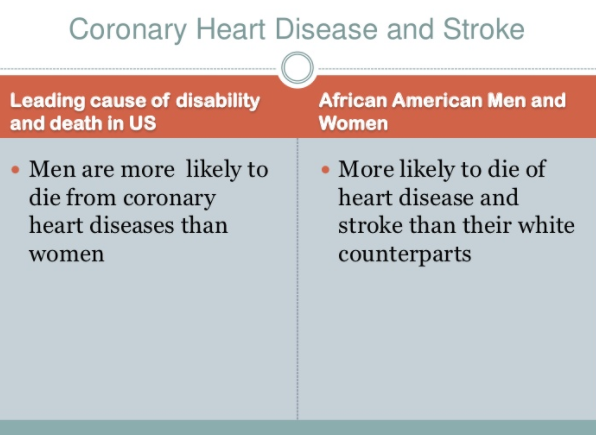 Coronary Heart Disease and Stroke
Leading cause of disability
and death in US
• Men are more likely to
die from coronary
heart diseases than
women
African American Men and
Women
• More likely to die of
heart disease and
stroke than their white
counterparts